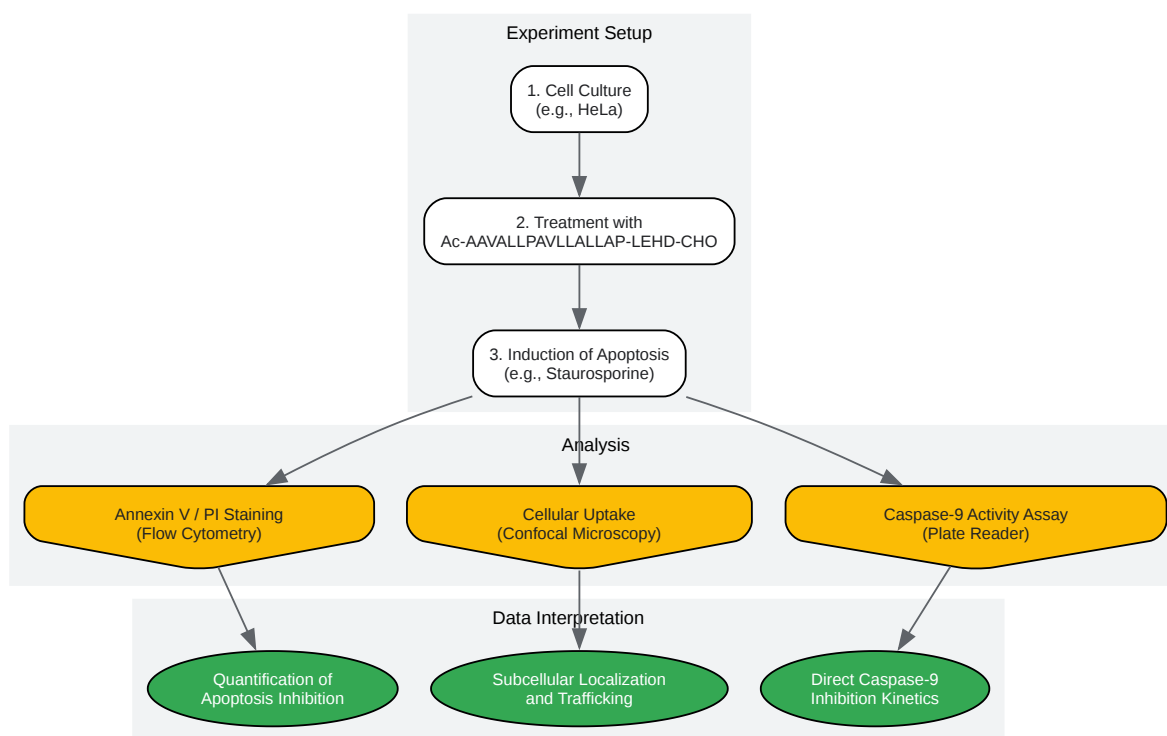 Experiment Setup
1. Cell Culture
(e.g., HeLa)
2. Treatment with
Ac-AAVALLPAVLLALLAP-LEHD-CHO
3. Induction of Apoptosis
(e.g., Staurosporine)
Analysis
Annexin V / PI Staining
(Flow Cytometry)
Cellular Uptake
(Confocal Microscopy)
Caspase-9 Activity Assay
(Plate Reader)
Data Interpretation
Quantification of
Apoptosis Inhibition
Subcellular Localization
and Trafficking
Direct Caspase-9
Inhibition Kinetics